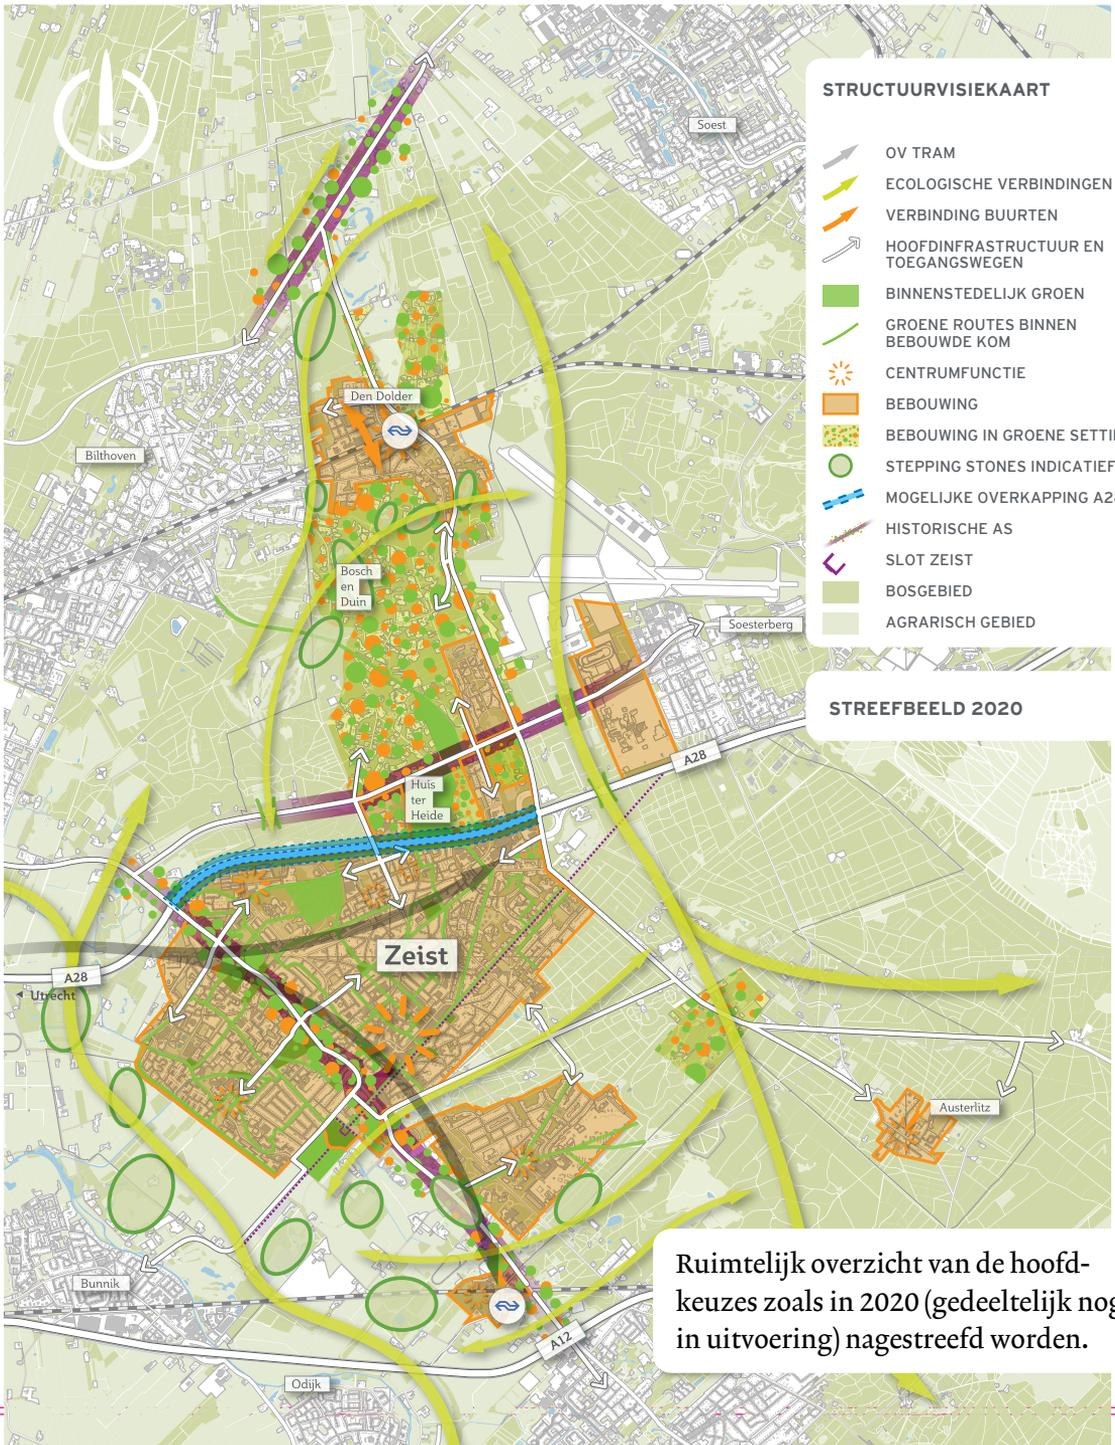 STRUCTUURVISIEKAART
OV TRAM
ECOLOGISCHE VERBINDINGEN
VERBINDING BUURTEN
HOOFDINFRASTRUCTUUR EN
TOEGANGSWEGEN
BINNENSTEDELIJK GROEN
GROENE ROUTES BINNEN
BEBOUWDE KOM
CENTRUMFUNCTIE
BEBOUWING
BEBOUWING IN GROENE SETTI
STEPPING STONES INDICATIEF
MOGELIJKE OVERKAPPING A2
HISTORISCHE AS
SLOT ZEIST
BOSGEBIED
AGRARISCH GEBIED
STREEFBEELD 2020
N
Soest
Den Dolder
Bilthoven
Bosch
en
Duin
Soesterberg
A28
Huis
ter
Heide
Zeist
A28
Utrecht
Austerlitz
Bunnik
A12
Odijk
Ruimtelijk overzicht van de hoofd-
keuzes zoals in 2020 (gedeeltelijk nog
in uitvoering) nagestreefd worden.